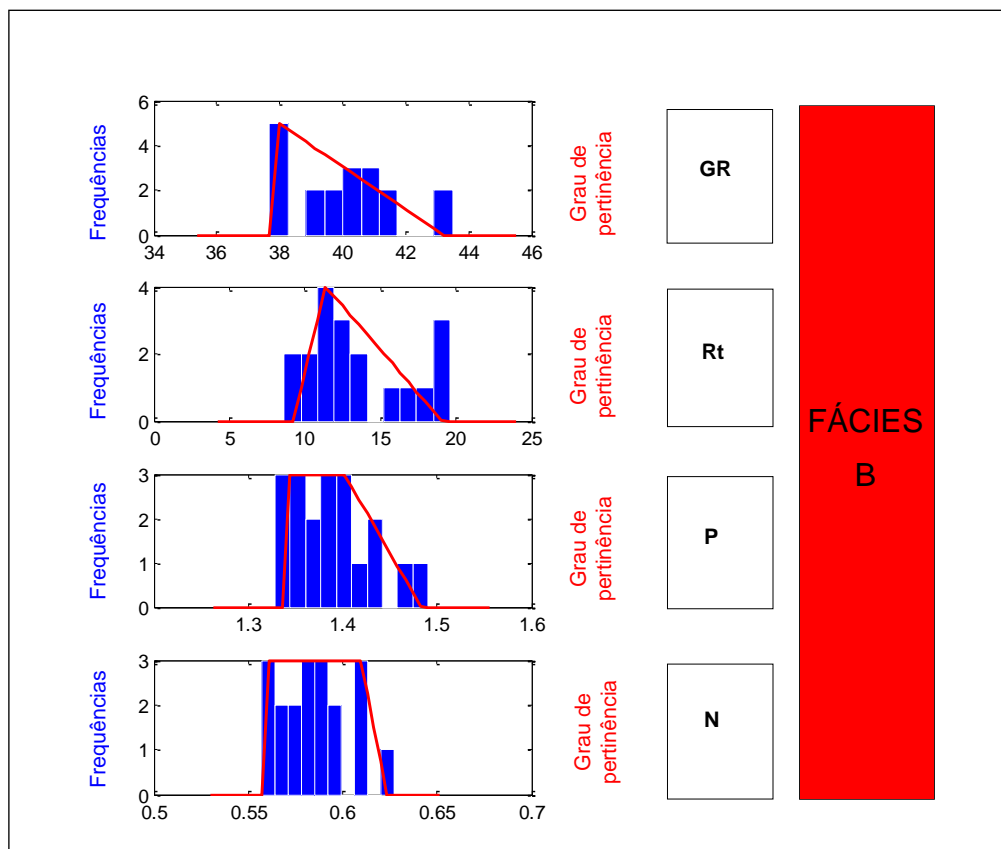 6
4
2
0
34
36
38
40
42
44
46
Frequências
Grau de
pertinência
GR
4
2
0
0
5
10
15
20
25
Frequências
Grau de
pertinência
Rt
3
2
1
0
1.3
1.4
1.5
1.6
Frequências
Grau de
pertinência
P
3
2
1
0
0.5
0.55
0.6
0.65
0.7
Frequências
Grau de
pertinência
N
FÁCIES
B